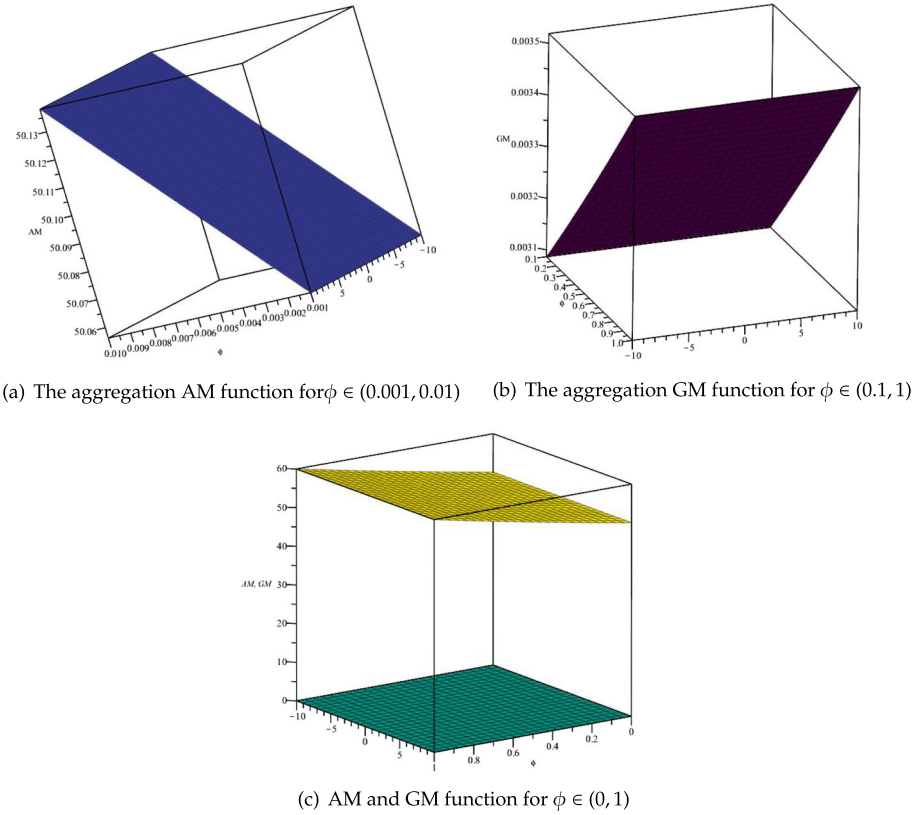 50.13
50.12
50.11
50.10
AM
50.09
50.08
50.07
50.06
0.010 0.009 0.008 0.007 0.006 0.005 0.004 0.003 0.002 0.001
ϕ
5 0 −5 −10
0.0035
0.0034
GM
0.0033
0.0032
0.0031
0.1
0.2
0.3
0.4
0.5
ϕ
0.6
0.7
0.8
0.9
1.0
−10 −5 0 5 10
(a) The aggregation AM function forϕ ∈ (0.001, 0.01)
(b) The aggregation GM function for ϕ ∈ (0.1, 1)
60
50
40
AM, GM 30
20
10
0
−10 −5 0 5
1 0.8 0.6 0.4 0.2 0
ϕ
(c) AM and GM function for ϕ ∈ (0, 1)